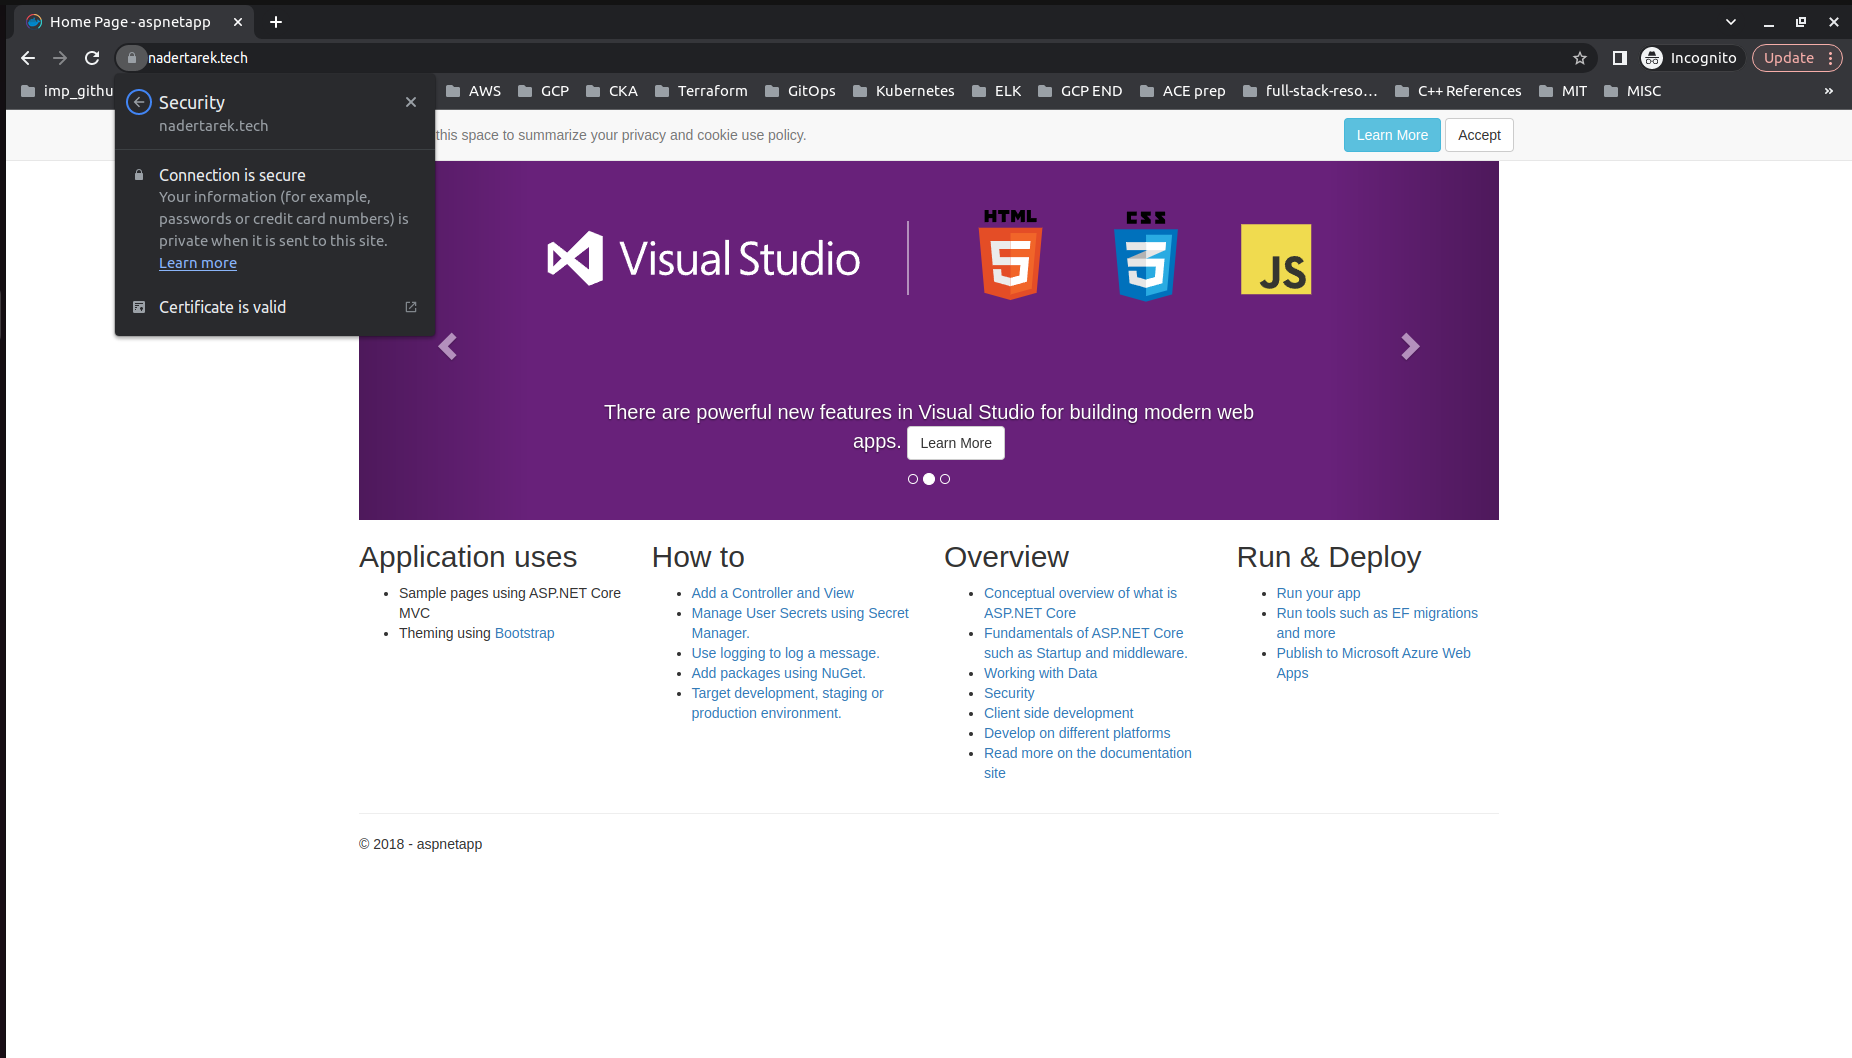 Home Page - aspnetapp
nadertarek.tech
Incognito
Update
imp_githu
AWS
GCP
CKA
Terraform
GitOps
Kubernetes
ELK
GCP END
ACE prep
full-stack-reso...
C++ References
MIT
MISC
»
Security
nadertarek.tech
Connection is secure
Your information (for example,
passwords or credit card numbers) is
private when it is sent to this site.
Learn more
Certificate is valid
this space to summarize your privacy and cookie use policy.
Learn More
Accept
Visual Studio
HTML
5
CSS
3
JS
There are powerful new features in Visual Studio for building modern web
apps. Learn More
Application uses
Sample pages using ASP.NET Core
MVC
Theming using Bootstrap
How to
Add a Controller and View
Manage User Secrets using Secret
Manager.
Use logging to log a message.
Add packages using NuGet.
Target development, staging or
production environment.
Overview
Conceptual overview of what is
ASP.NET Core
Fundamentals of ASP.NET Core
such as Startup and middleware.
Working with Data
Security
Client side development
Develop on different platforms
Read more on the documentation
site
Run & Deploy
Run your app
Run tools such as EF migrations
and more
Publish to Microsoft Azure Web
Apps
© 2018 - aspnetapp